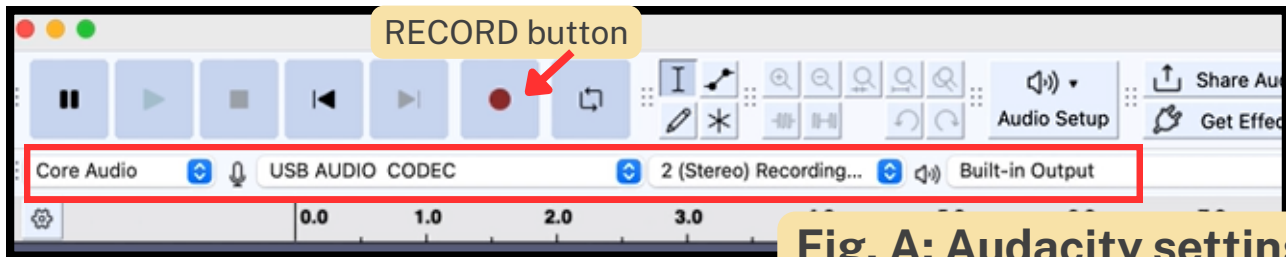 RECORD button
Share Au
Audio Setup
Get Effec
Core Audio
USB AUDIO CODEC
2 (Stereo) Recording...
Built-in Output
0.0 1.0 2.0 3.0
Fig. A: Audacity settin